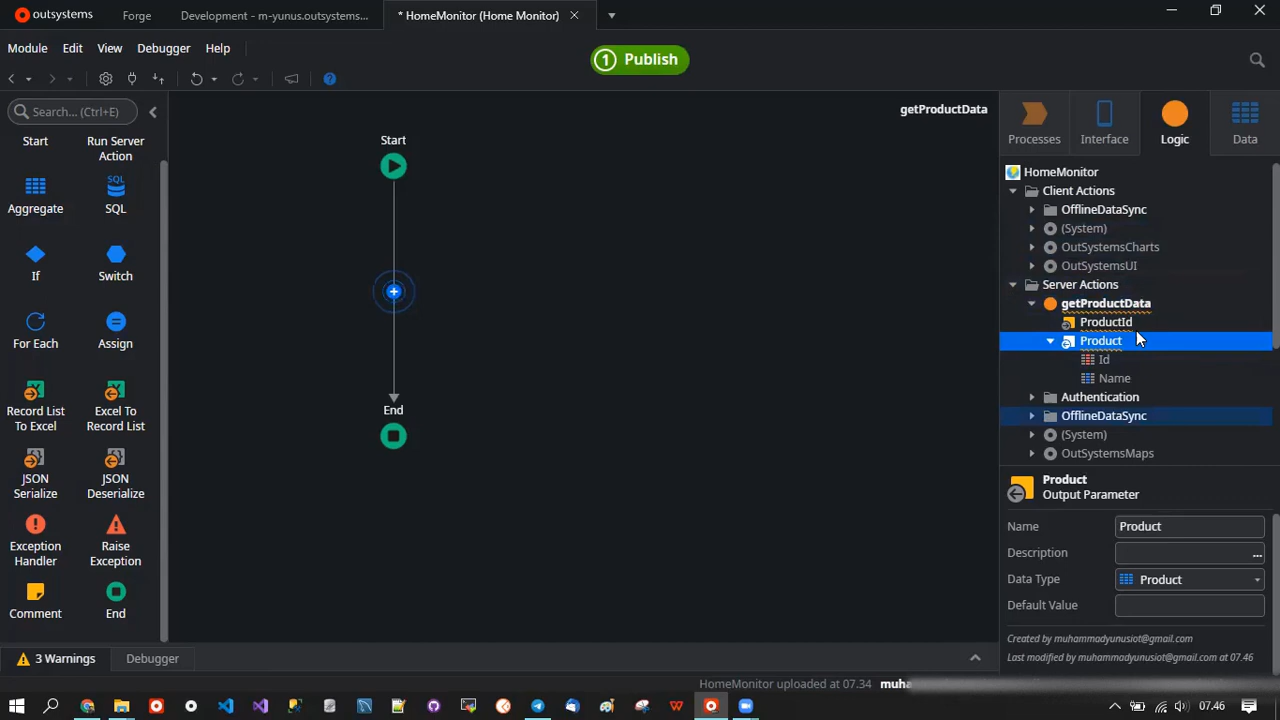 outsystems
Forge
Development - m-yunus.outsystems...
* HomeMonitor (Home Monitor)
Module
Edit
View
Debugger
Help
1 Publish
Search... (Ctrl+E)
getProductData
Start
Run Server
Action
Aggregate
SQL
SQL
If
Switch
For Each
Assign
Record List
To Excel
Excel To
Record List
JSON
Serialize
JSON
Deserialize
Exception
Handler
Raise
Exception
Comment
End
Start
End
Processes
Interface
Logic
Data
HomeMonitor
Client Actions
OfflineDataSync
(System)
OutSystemsCharts
OutSystemsUI
Server Actions
getProductData
ProductId
Product
Id
Name
Authentication
OfflineDataSync
(System)
OutSystemsMaps
Product
Output Parameter
Name
Product
Description
...
Data Type
Product
Default Value
Created by muhammadyunusiot@gmail.com
Last modified by muhammadyunusiot@gmail.com at 07.46
3 Warnings
Debugger
HomeMonitor uploaded at 07.34
07.46